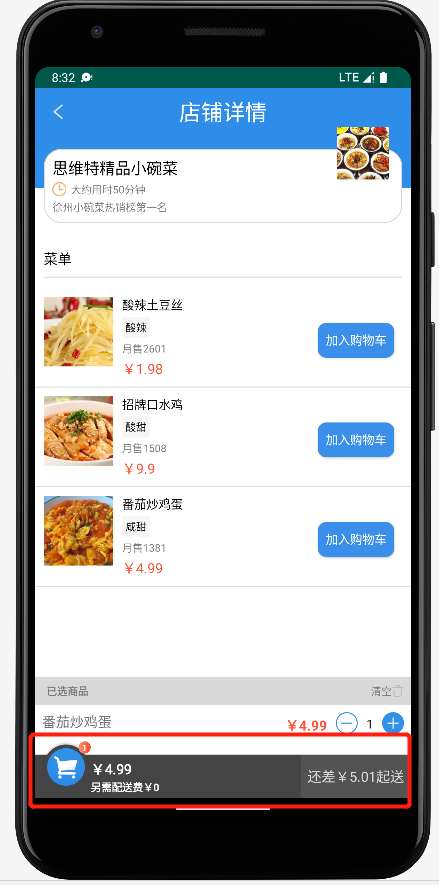 8:32
LTE
店铺详情
思维特精品小碗菜
大约用时50分钟
徐州小碗菜热销榜第一名
菜单
酸辣土豆丝
酸辣
月售2601
￥1.98
加入购物车
招牌口水鸡
酸甜
月售1508
￥9.9
加入购物车
番茄炒鸡蛋
咸甜
月售1381
￥4.99
加入购物车
已选商品
清空
番茄炒鸡蛋
￥4.99
1
1
￥4.99
另需配送费￥0
还差￥5.01起送